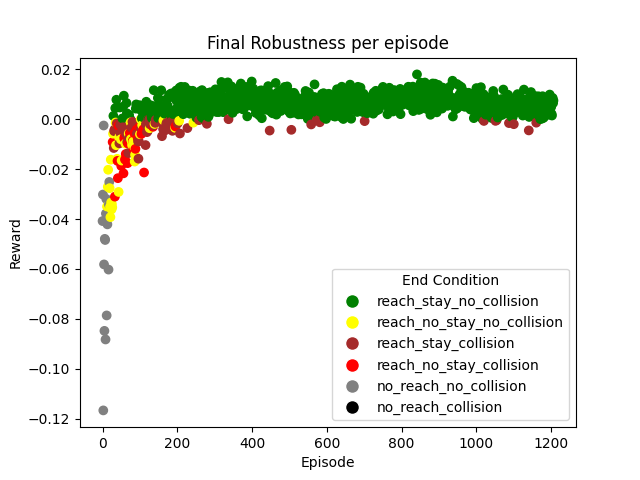 Final Robustness per episode
0.02
0.00
−0.02
−0.04
−0.06
−0.08
−0.10
−0.12
Reward
0
200
400
600
800
1000
1200
Episode
End Condition
reach_stay_no_collision
reach_no_stay_no_collision
reach_stay_collision
reach_no_stay_collision
no_reach_no_collision
no_reach_collision